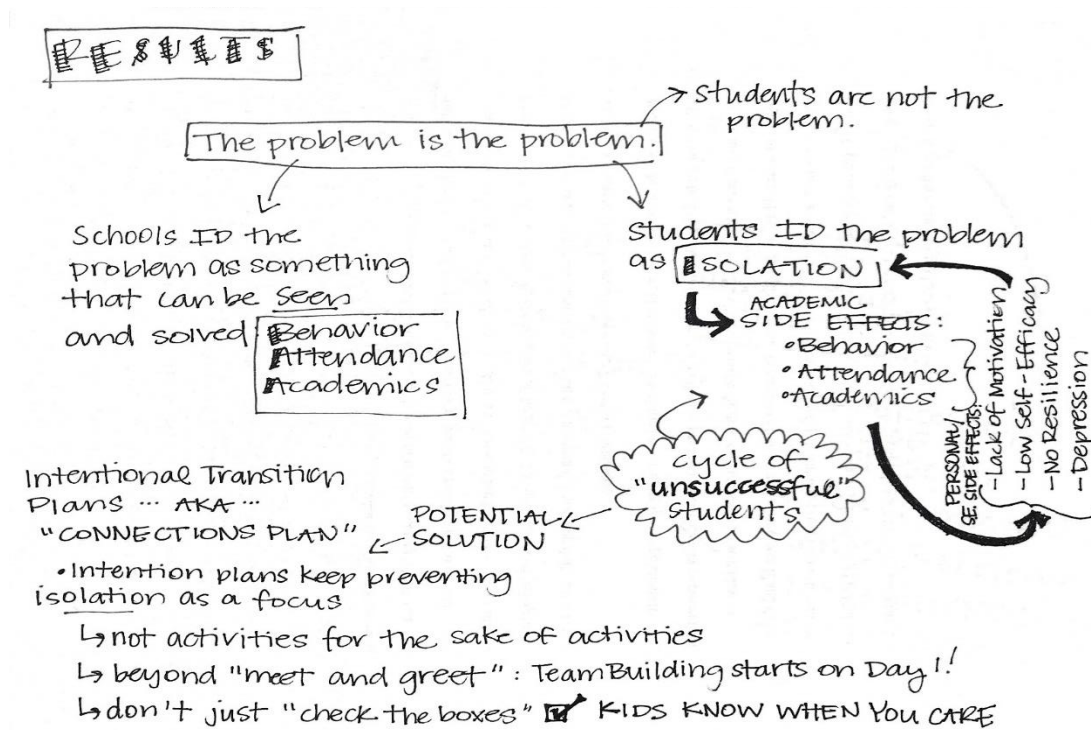 RESULTS
Students are not the
problem.
The problem is the problem.
Schools ID the
problem as something
that can be seen
and solved:
Behavior
Attendance
Academics
Students ID the problem
as ISOLATION
ACADEMIC
SIDE EFFECTS:
•Behavior
•Attendance
•Academics
PERSONAL/
SE. SIDE EFFECTS:
-Lack of Motivation
-Low Self-Efficacy
-No Resilience
-Depression
cycle of
"unsuccessful"
students
POTENTIAL
SOLUTION
Intentional Transition
Plans ... AKA ...
"CONNECTIONS PLAN"
•Intention plans keep preventing
isolation as a focus
↳not activities for the sake of activities
↳beyond "meet and greet": TeamBuilding starts on Day 1!
↳don't just "check the boxes" ☑ KIDS KNOW WHEN YOU CARE